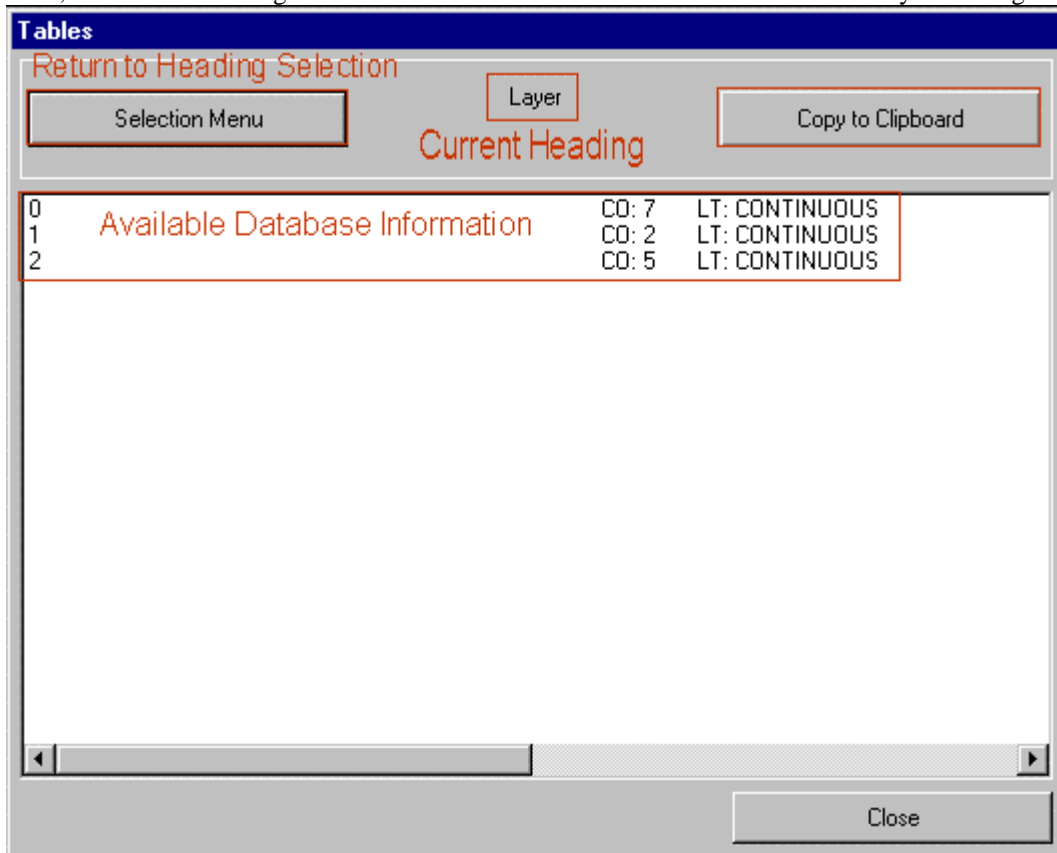 Tables
Return to Heading Selection
Selection Menu
Layer
Copy to Clipboard
Current Heading
0 CO: 7 LT: CONTINUOUS
Available Database Information
1 CO: 2 LT: CONTINUOUS
2 CO: 5 LT: CONTINUOUS
Close